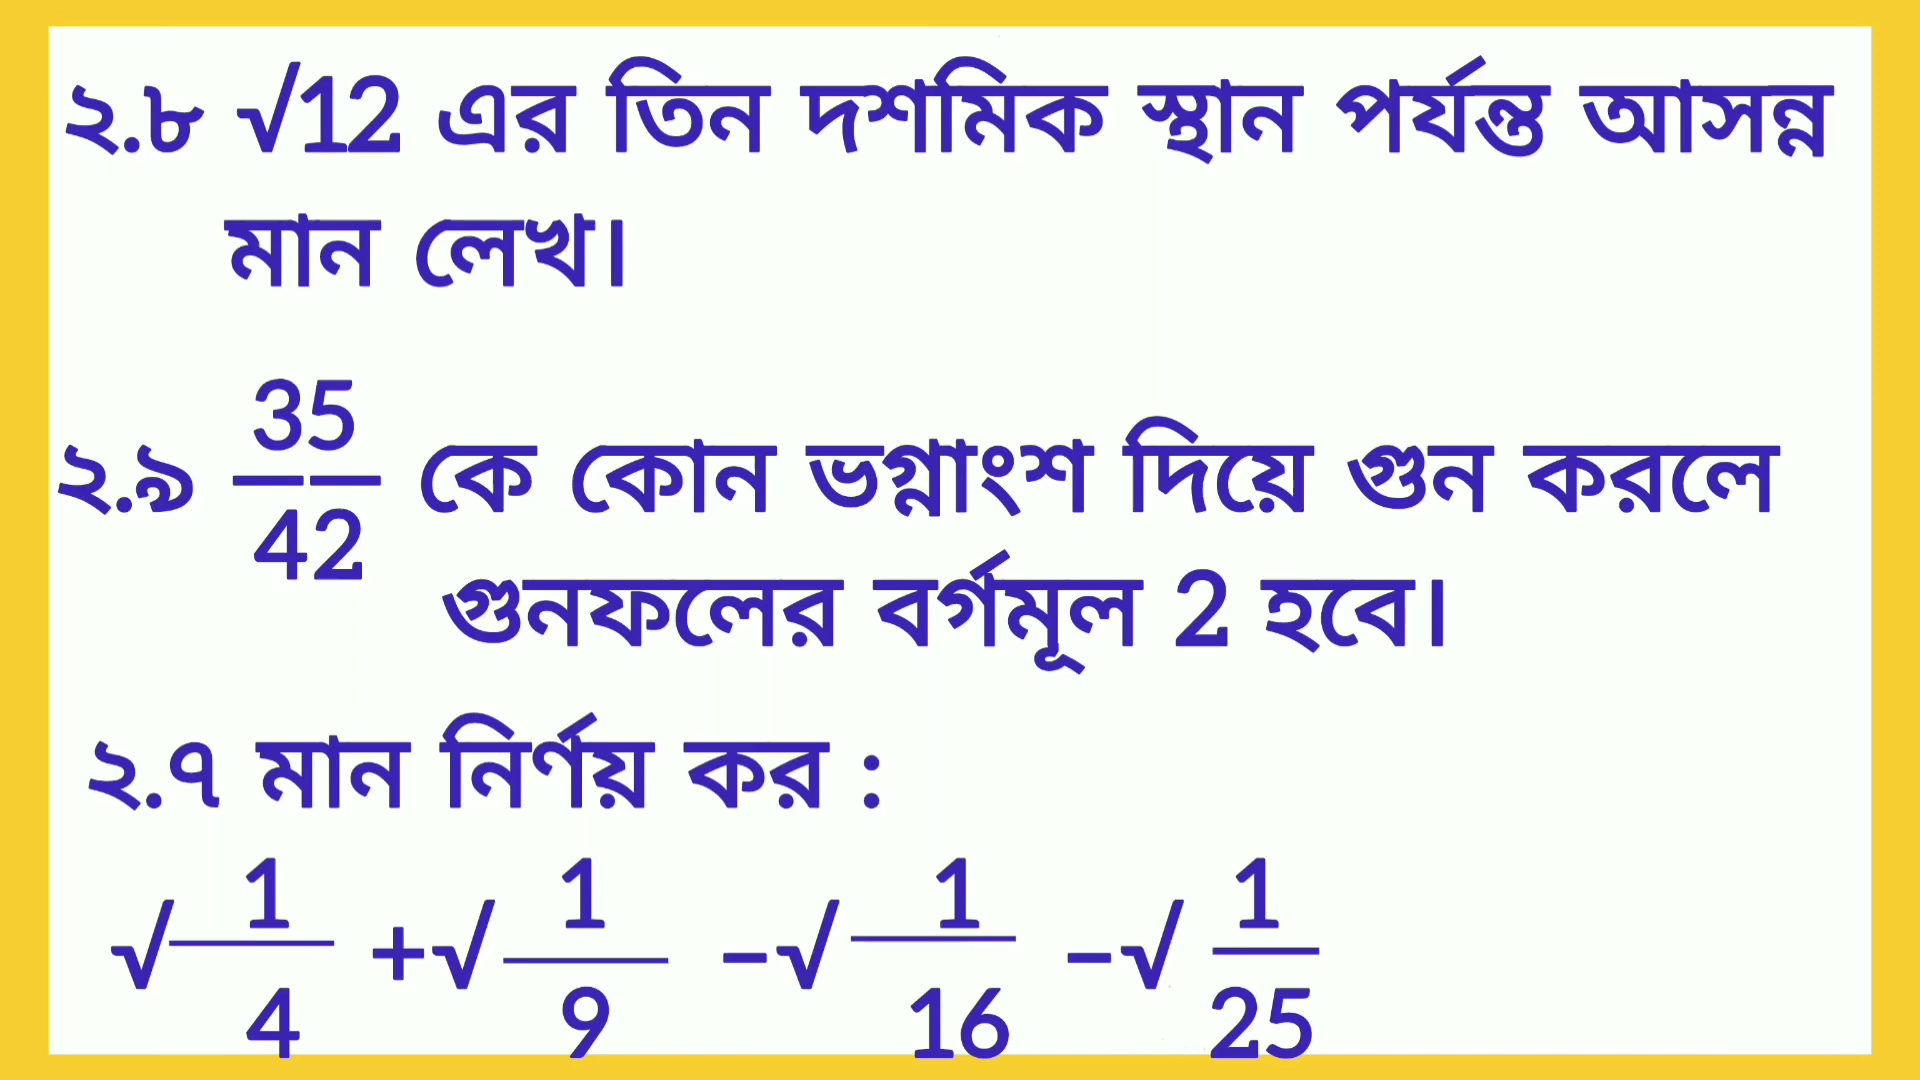 ২.৮ √12 এর তিন দশমিক স্থান পর্যন্ত আসন্ন
মান লেখ।
২.৯ 35/42 কে কোন ভগ্নাংশ দিয়ে গুন করলে
গুনফলের বর্গমূল 2 হবে।
২.৭ মান নির্ণয় কর :
√1/4 +√1/9 –√1/16 –√1/25